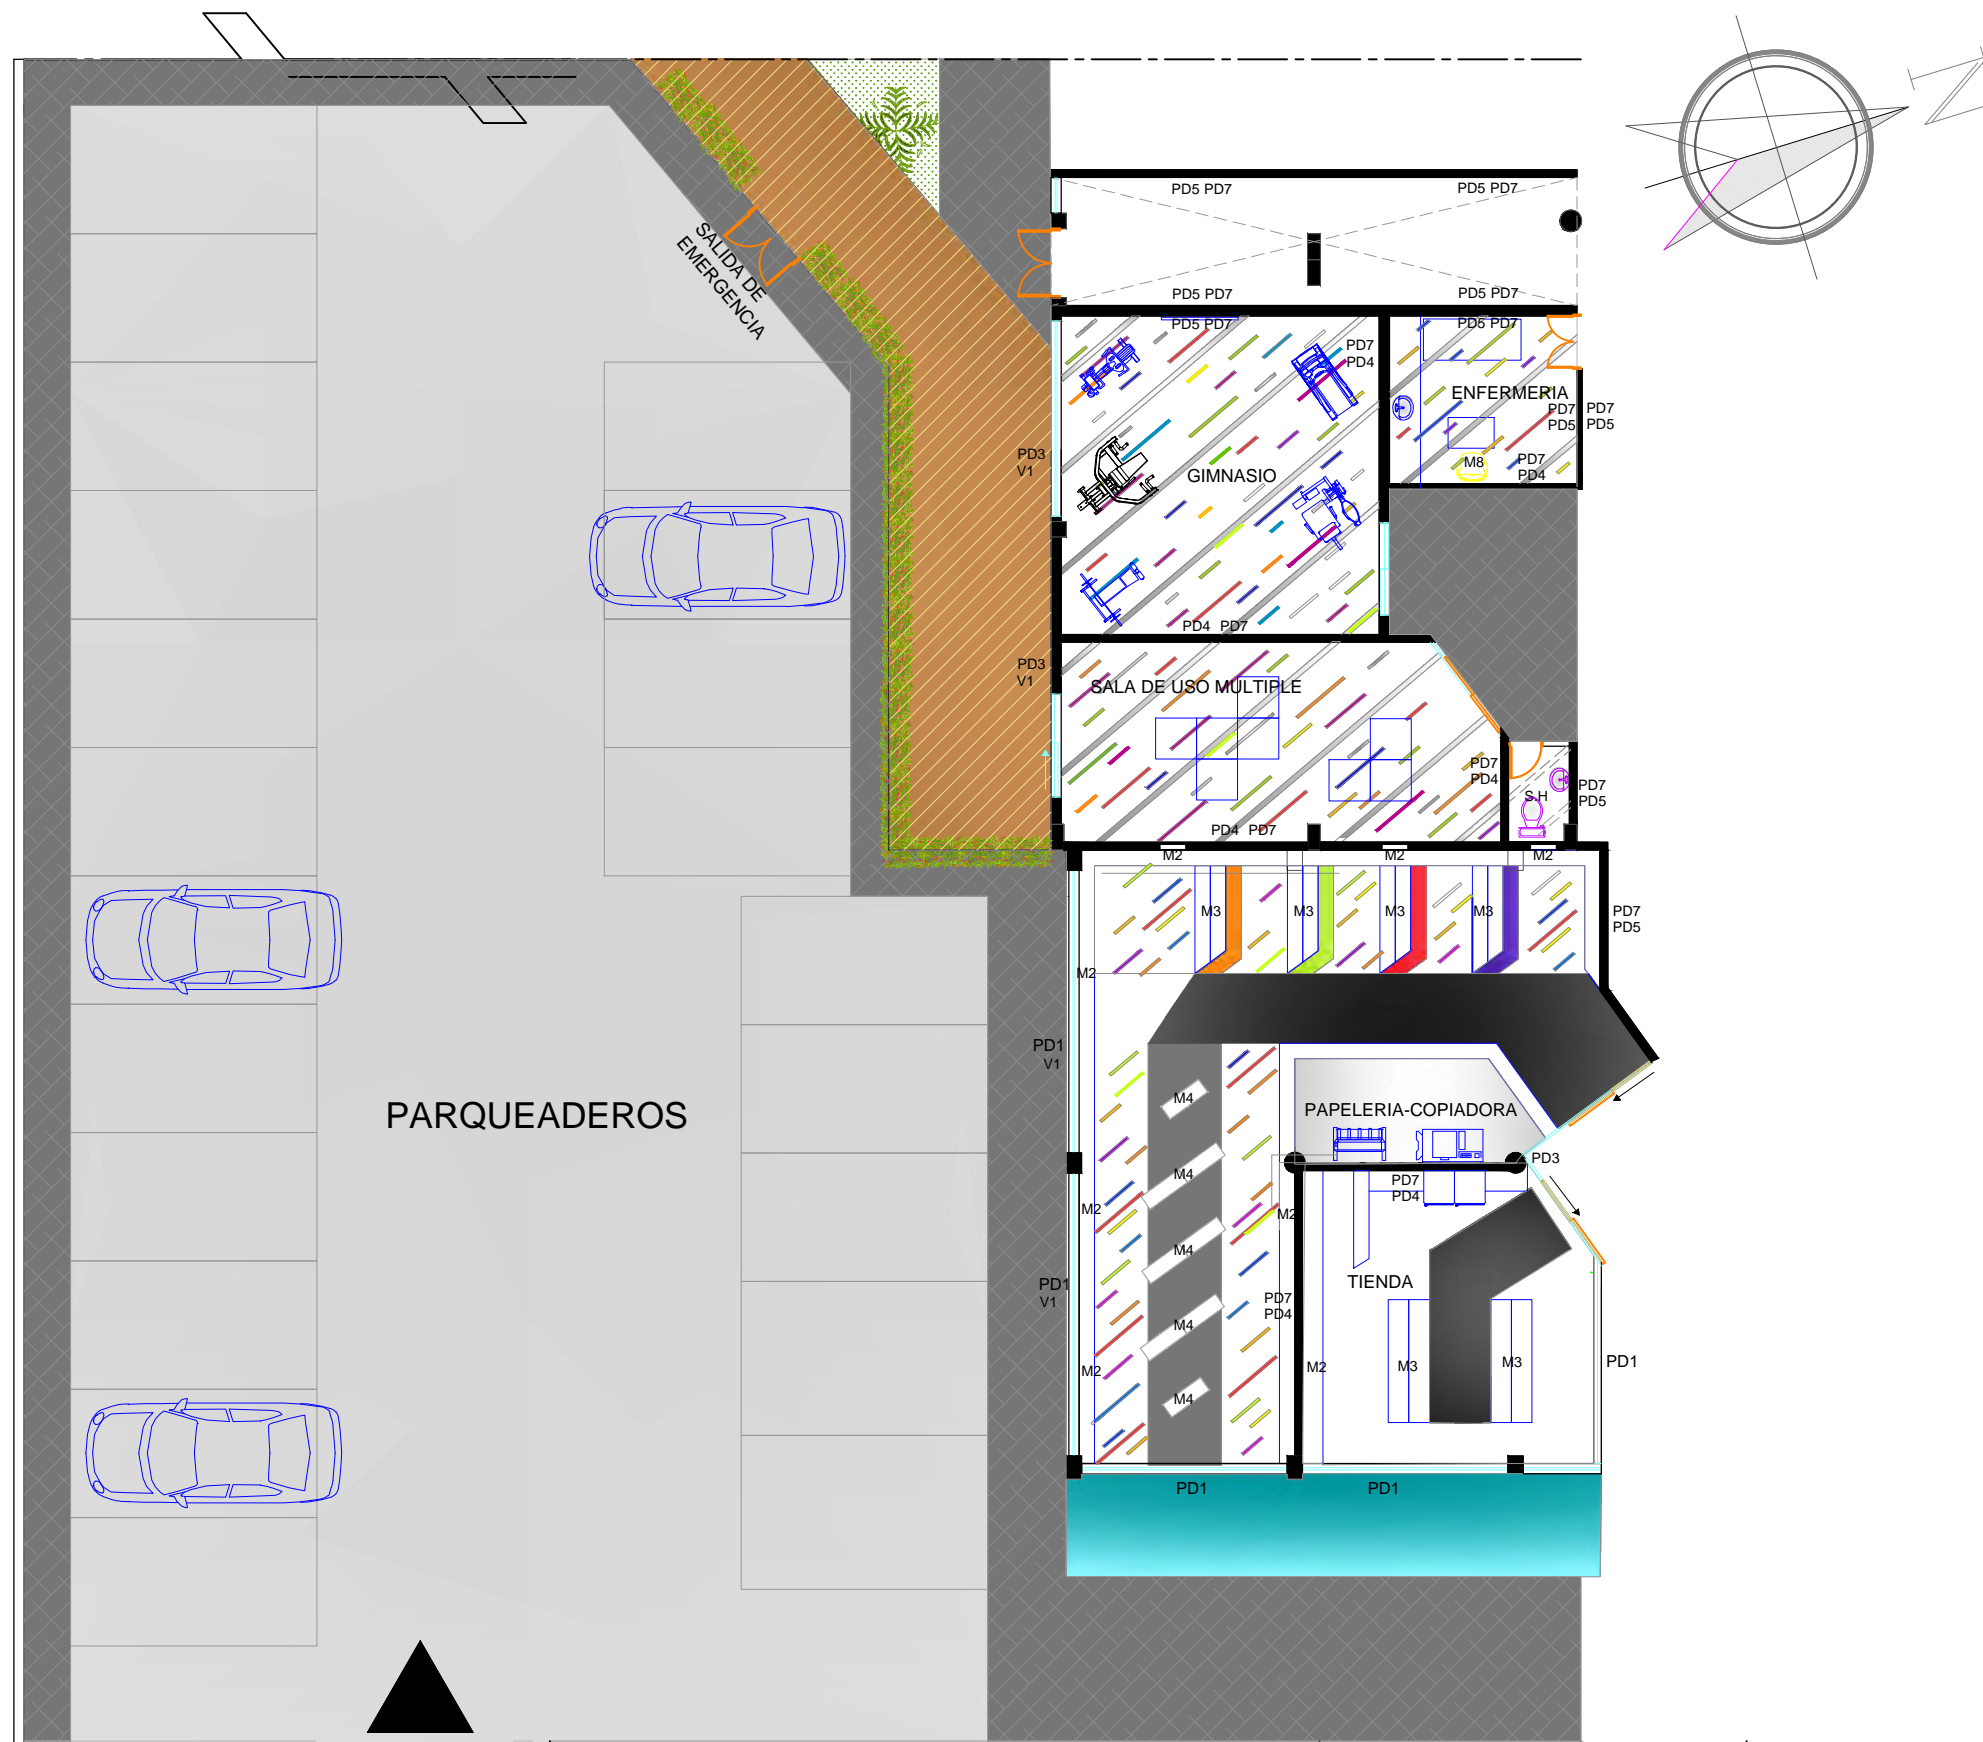 N
PD5 PD7
PD5 PD7
SALIDA DE
EMERGENCIA
PD5 PD7
PD5 PD7
PD5 PD7
PD5 PD7
PD7
PD4
ENFERMERIA
PD7
PD5
PD7
PD5
PD3
V1
GIMNASIO
M8
PD7
PD4
PD4 PD7
PD3
V1
SALA DE USO MULTIPLE
PD7
PD4
S.H
PD7
PD5
PD4 PD7
M2
M2
M2
M3
M3
M3
M3
PD7
PD5
M2
PD1
V1
M4
PARQUEADEROS
PAPELERIA-COPIADORA
M4
PD3
PD7
PD4
M2
M2
M4
PD1
V1
TIENDA
PD7
PD4
M4
M2
M2
M3
M3
PD1
M4
PD1
PD1